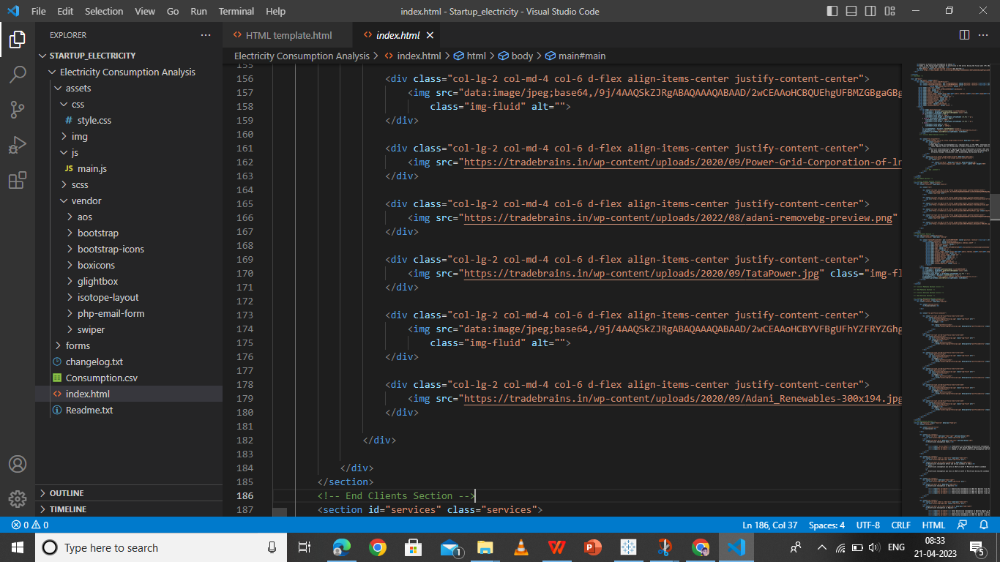 File Edit Selection View Go Run Terminal Help
index.html - Startup_electricity - Visual Studio Code
EXPLORER
STARTUP_ELECTRICITY
Electricity Consumption Analysis
assets
css
# style.css
img
js
JS main.js
scss
vendor
aos
bootstrap
bootstrap-icons
boxicons
glightbox
isotope-layout
php-email-form
swiper
forms
changelog.txt
Consumption.csv
<> index.html
Readme.txt
OUTLINE
TIMELINE
<> HTML template.html
<> index.html
Electricity Consumption Analysis > <> index.html > html > body > main#main
155
156 <div class="col-lg-2 col-md-4 col-6 d-flex align-items-center justify-content-center">
157 <img src="data:image/jpeg;base64,/9j/4AAQSkZJRgABAQAAAQABAAD/2wCEAAoHCBQUEhgUFBMZGBgaGBg
158 class="img-fluid" alt="">
159 </div>
160
161 <div class="col-lg-2 col-md-4 col-6 d-flex align-items-center justify-content-center">
162 <img src="https://tradebrains.in/wp-content/uploads/2020/09/Power-Grid-Corporation-of-In
163 </div>
164
165 <div class="col-lg-2 col-md-4 col-6 d-flex align-items-center justify-content-center">
166 <img src="https://tradebrains.in/wp-content/uploads/2022/08/adani-removebg-preview.png"
167 </div>
168
169 <div class="col-lg-2 col-md-4 col-6 d-flex align-items-center justify-content-center">
170 <img src="https://tradebrains.in/wp-content/uploads/2020/09/TataPower.jpg" class="img-fl
171 </div>
172
173 <div class="col-lg-2 col-md-4 col-6 d-flex align-items-center justify-content-center">
174 <img src="data:image/jpeg;base64,/9j/4AAQSkZJRgABAQAAAQABAAD/2wCEAAoHCBYVFBgUFhYZFRYZGhg
175 class="img-fluid" alt="">
176 </div>
177
178 <div class="col-lg-2 col-md-4 col-6 d-flex align-items-center justify-content-center">
179 <img src="https://tradebrains.in/wp-content/uploads/2020/09/Adani_Renewables-300x194.jpg
180 </div>
181
182 </div>
183
184 </div>
185 </section>
186 <!-- End Clients Section -->
187 <section id="services" class="services">
0 0
Ln 186, Col 37 Spaces: 4 UTF-8 CRLF HTML
Type here to search
1
ENG
08:33
21-04-2023
5